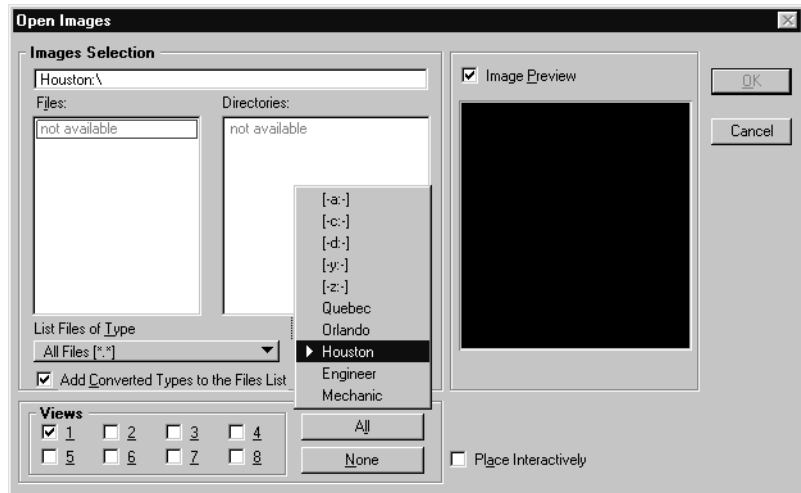 Open Images
Images Selection
Houston:\
Files:
Directories:
not available
not available
[-a:-]
[-c:-]
[-d:-]
[-y:-]
[-z:-]
Quebec
Orlando
Houston
Engineer
Mechanic
List Files of Type
All Files [*.*]
Add Converted Types to the Files List
Image Preview
OK
Cancel
Views
1 2 3 4
5 6 7 8
All
None
Place Interactively